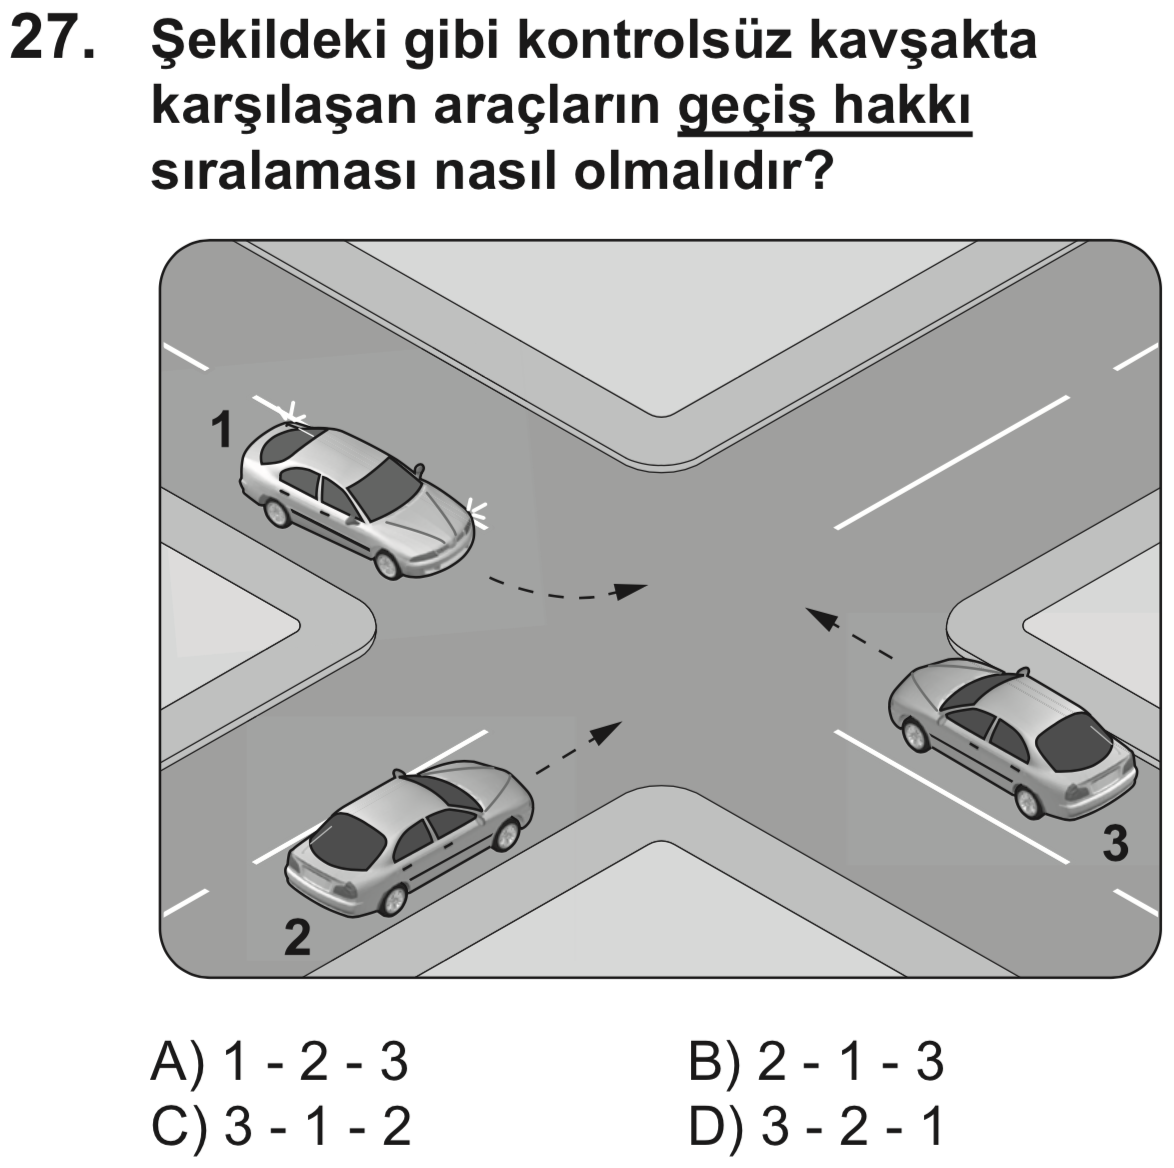 27. Şekildeki gibi kontrolsüz kavşakta
karşılaşan araçların geçiş hakkı
sıralaması nasıl olmalıdır?
1
2
3
A) 1 - 2 - 3 B) 2 - 1 - 3
C) 3 - 1 - 2 D) 3 - 2 - 1